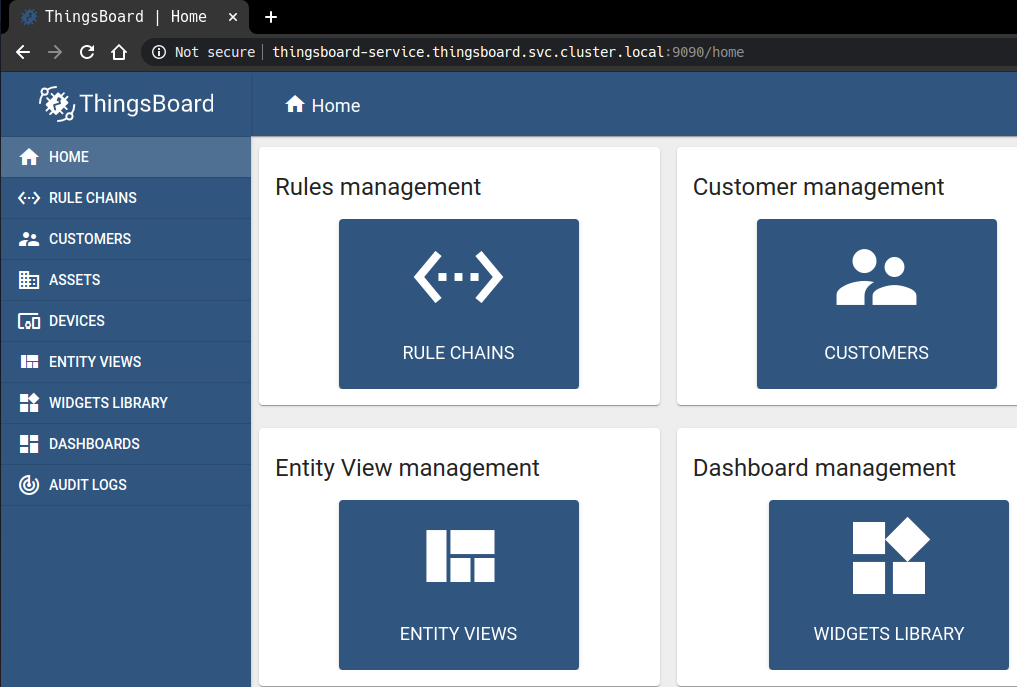 ThingsBoard | Home
Not secure | thingsboard-service.thingsboard.svc.cluster.local:9090/home
ThingsBoard
Home
HOME
RULE CHAINS
CUSTOMERS
ASSETS
DEVICES
ENTITY VIEWS
WIDGETS LIBRARY
DASHBOARDS
AUDIT LOGS
Rules management
RULE CHAINS
Customer management
CUSTOMERS
Entity View management
ENTITY VIEWS
Dashboard management
WIDGETS LIBRARY